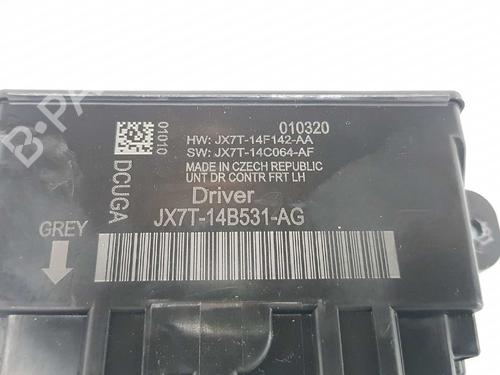 010320
01010
HW: JX7T-14F142-AA
SW: JX7T-14C064-AF
MADE IN CZECH REPUBLIC
UNT DR CONTR FRT LH
DCUGA
Driver
JX7T-14B531-AG
GREY
B-PARTS